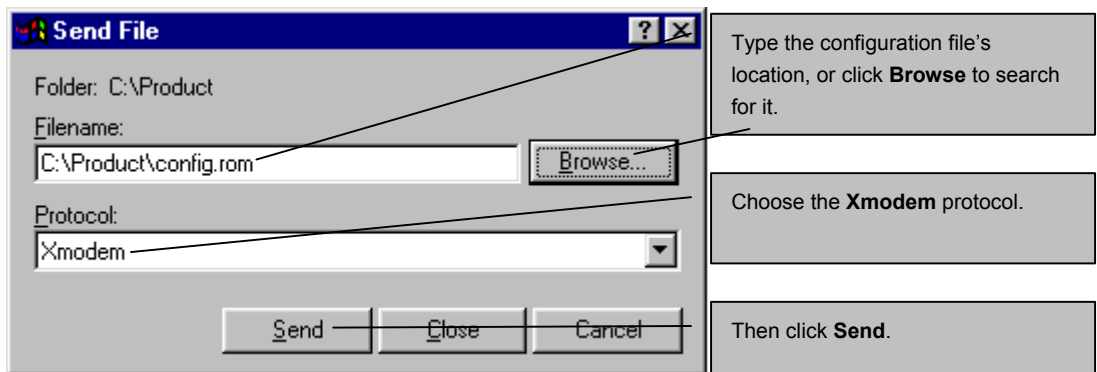 Send File
Folder: C:\Product
Filename:
C:\Product\config.rom
Browse...
Protocol:
Xmodem
Send
Close
Cancel
Type the configuration file's
location, or click Browse to search
for it.
Choose the Xmodem protocol.
Then click Send.